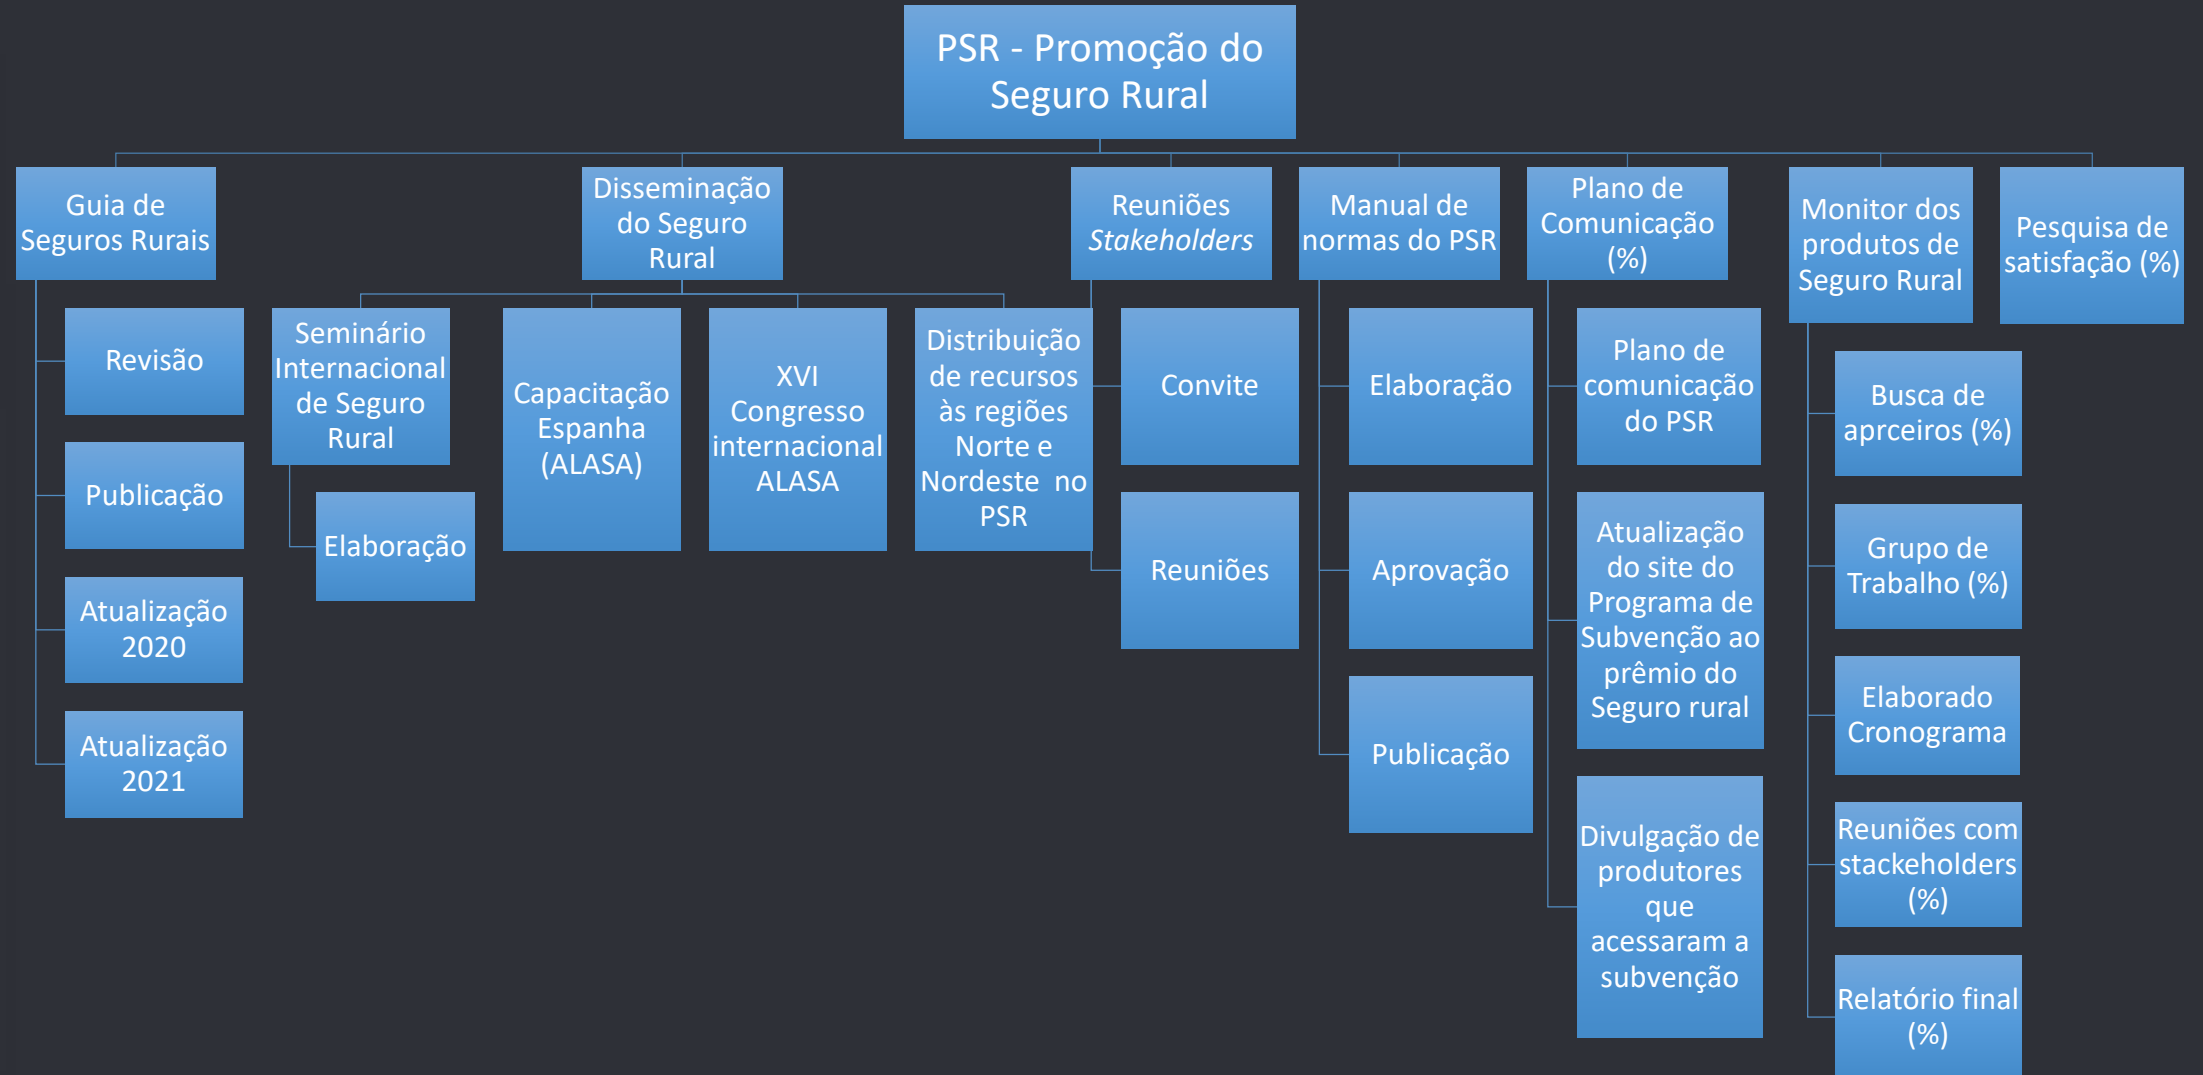 PSR - Promoção do
Seguro Rural
Guia de
Seguros Rurais
Revisão
Publicação
Atualização
2020
Atualização
2021
Disseminação
do Seguro
Rural
Seminário
Internacional
de Seguro
Rural
Elaboração
Capacitação
Espanha
(ALASA)
XVI
Congresso
internacional
ALASA
Distribuição
de recursos
às regiões
Norte e
Nordeste no
PSR
Reuniões
Stakeholders
Convite
Reuniões
Manual de
normas do PSR
Elaboração
Aprovação
Publicação
Plano de
Comunicação
(%)
Plano de
comunicação
do PSR
Atualização
do site do
Programa de
Subvenção ao
prêmio do
Seguro rural
Divulgação de
produtores
que
acessaram a
subvenção
Monitor dos
produtos de
Seguro Rural
Busca de
aprceiros (%)
Grupo de
Trabalho (%)
Elaborado
Cronograma
Reuniões com
stackeholders
(%)
Relatório final
(%)
Pesquisa de
satisfação (%)